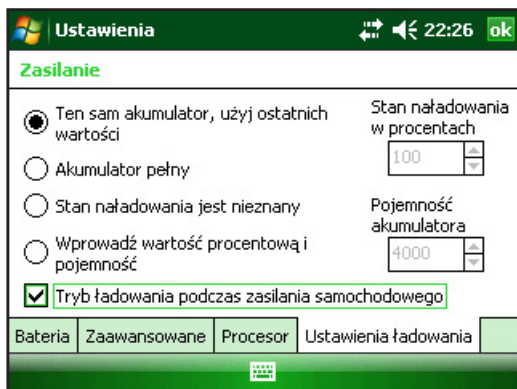 Ustawienia 22:26 ok
Zasilanie
Ten sam akumulator, użyj ostatnich
wartości
Akumulator pełny
Stan naładowania jest nieznany
Wprowadź wartość procentową i
pojemność
Stan naładowania
w procentach
100
Pojemność
akumulatora
4000
Tryb ładowania podczas zasilania samochodowego
Bateria Zaawansowane Procesor Ustawienia ładowania